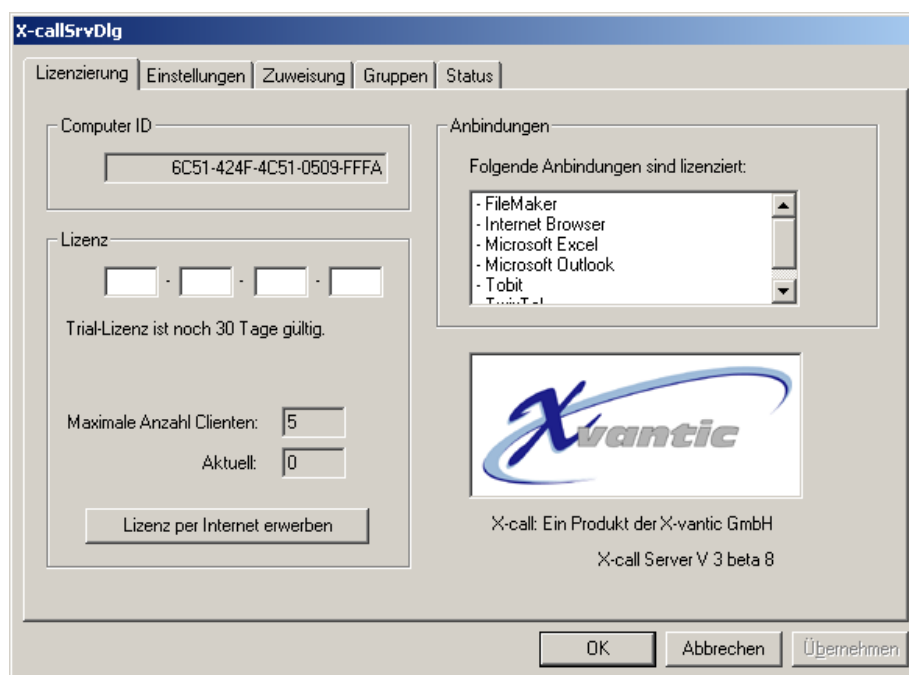 X-callSrvDlg
Lizenzierung Einstellungen Zuweisung Gruppen Status
Computer ID
6C51-424F-4C51-0509-FFFA
Lizenz
- - -
Trial-Lizenz ist noch 30 Tage gültig.
Maximale Anzahl Clienten: 5
Aktuell: 0
Lizenz per Internet erwerben
Anbindungen
Folgende Anbindungen sind lizenziert:
- FileMaker
- Internet Browser
- Microsoft Excel
- Microsoft Outlook
- Tobit
Xvantic
X-call: Ein Produkt der X-vantic GmbH
X-call Server V 3 beta 8
OK Abbrechen Übernehmen